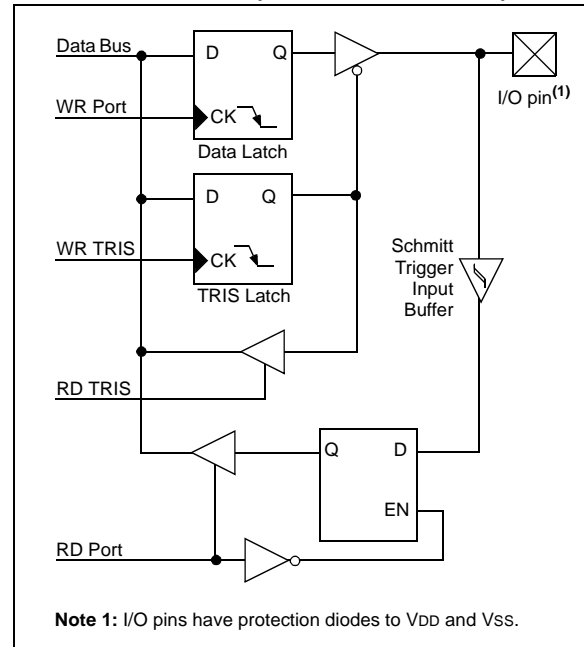 Data Bus
D Q
I/O pin(1)
WR Port
CK
Data Latch
D Q
WR TRIS
CK
TRIS Latch
Schmitt
Trigger
Input
Buffer
RD TRIS
Q D
EN
RD Port
Note 1: I/O pins have protection diodes to VDD and VSS.